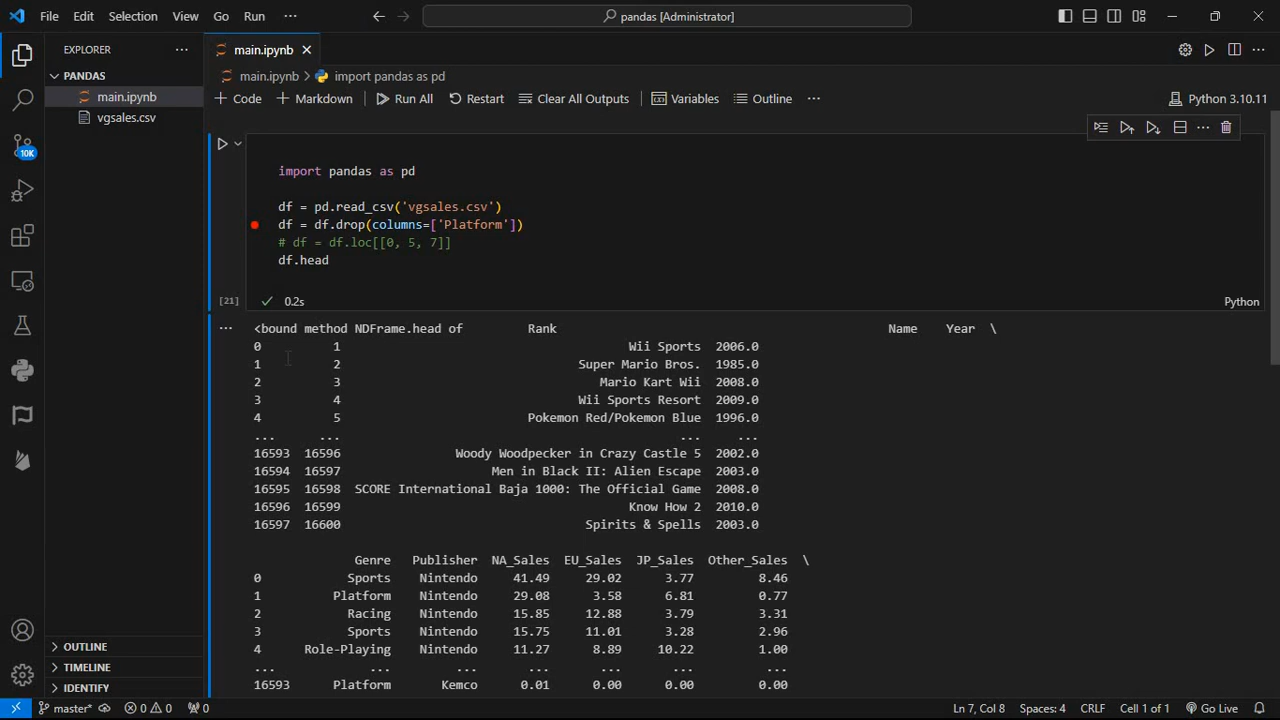 File Edit Selection View Go Run ··· pandas [Administrator]
EXPLORER ···
PANDAS
main.ipynb
vgsales.csv
10K
OUTLINE
TIMELINE
IDENTIFY
main.ipynb
main.ipynb > import pandas as pd
+ Code + Markdown Run All Restart Clear All Outputs Variables Outline ··· Python 3.10.11
import pandas as pd
df = pd.read_csv('vgsales.csv')
df = df.drop(columns=['Platform'])
# df = df.loc[[0, 5, 7]]
df.head
[21] 0.2s Python
<bound method NDFrame.head of Rank Name Year \
0 1 Wii Sports 2006.0
1 2 Super Mario Bros. 1985.0
2 3 Mario Kart Wii 2008.0
3 4 Wii Sports Resort 2009.0
4 5 Pokemon Red/Pokemon Blue 1996.0
... ... ... ...
16593 16596 Woody Woodpecker in Crazy Castle 5 2002.0
16594 16597 Men in Black II: Alien Escape 2003.0
16595 16598 SCORE International Baja 1000: The Official Game 2008.0
16596 16599 Know How 2 2010.0
16597 16600 Spirits & Spells 2003.0
Genre Publisher NA_Sales EU_Sales JP_Sales Other_Sales \
0 Sports Nintendo 41.49 29.02 3.77 8.46
1 Platform Nintendo 29.08 3.58 6.81 0.77
2 Racing Nintendo 15.85 12.88 3.79 3.31
3 Sports Nintendo 15.75 11.01 3.28 2.96
4 Role-Playing Nintendo 11.27 8.89 10.22 1.00
... ... ... ... ... ... ...
16593 Platform Kemco 0.01 0.00 0.00 0.00
master* 0 0 0 Ln 7, Col 8 Spaces: 4 CRLF Cell 1 of 1 Go Live